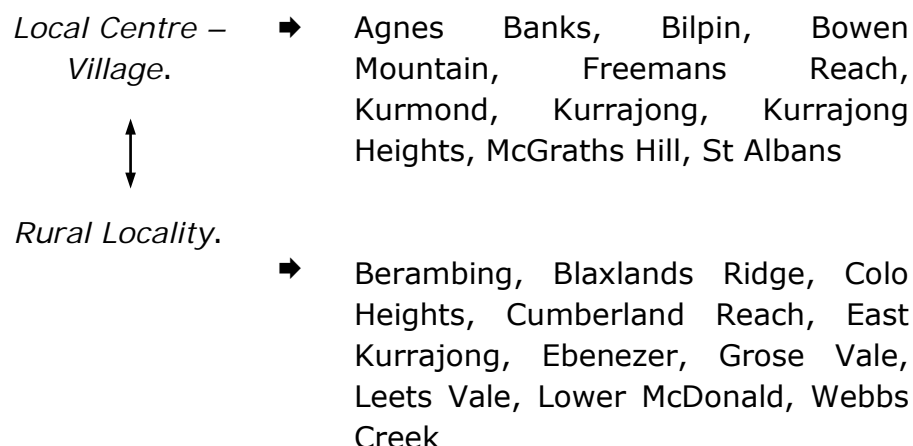 Local Centre –
Village.
➨ Agnes Banks, Bilpin, Bowen
Mountain, Freemans Reach,
Kurmond, Kurrajong, Kurrajong
Heights, McGraths Hill, St Albans
Rural Locality.
➨ Berambing, Blaxlands Ridge, Colo
Heights, Cumberland Reach, East
Kurrajong, Ebenezer, Grose Vale,
Leets Vale, Lower McDonald, Webbs
Creek